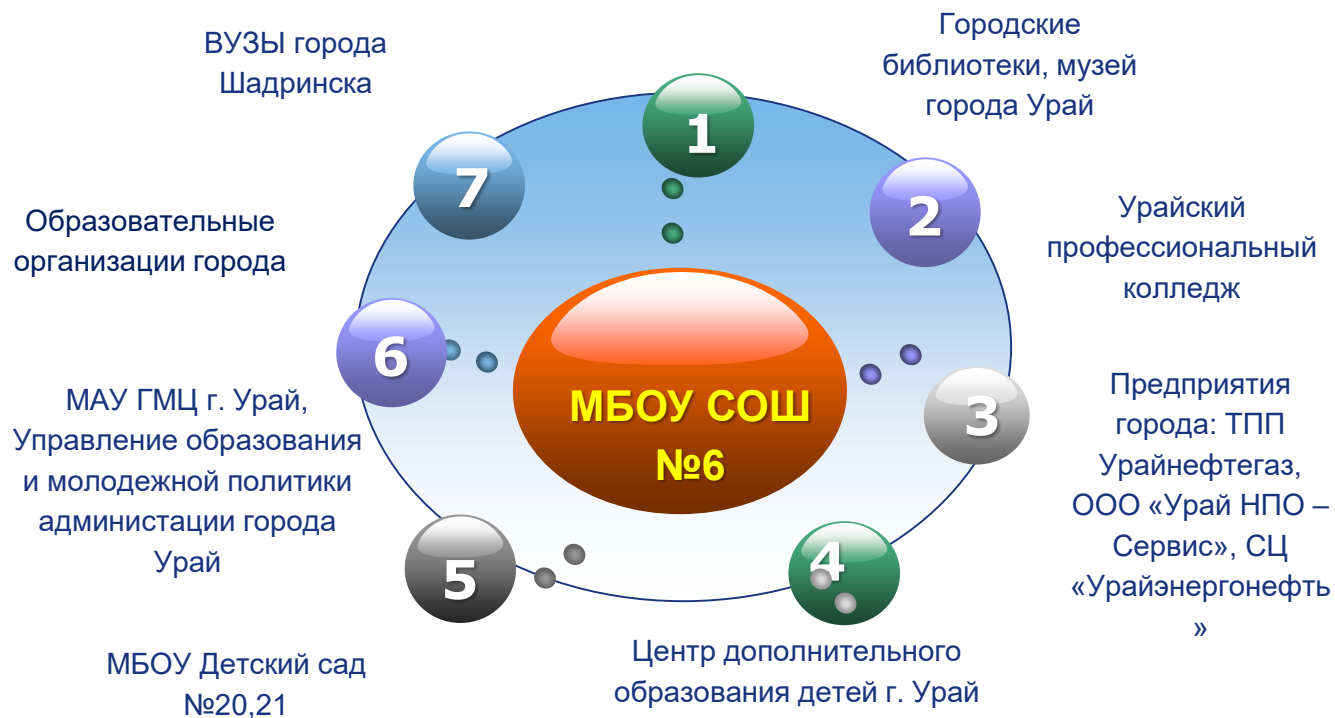 ВУЗЫ города
Шадринска
Городские
библиотеки, музей
города Урай
1
7
2
Образовательные
организации города
Урайский
профессиональный
колледж
6
3
МБОУ СОШ
№6
МАУ ГМЦ г. Урай,
Управление образования
и молодежной политики
администации города
Урай
Предприятия
города: ТПП
Урайнефтегаз,
ООО «Урай НПО –
Сервис», СЦ
«Урайэнергонефть
»
5
4
МБОУ Детский сад
№20,21
Центр дополнительного
образования детей г. Урай